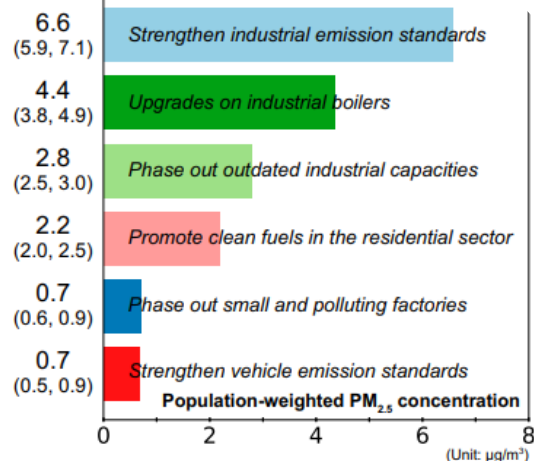 6.6
(5.9, 7.1)
Strengthen industrial emission standards
4.4
(3.8, 4.9)
Upgrades on industrial boilers
2.8
(2.5, 3.0)
Phase out outdated industrial capacities
2.2
(2.0, 2.5)
Promote clean fuels in the residential sector
0.7
(0.6, 0.9)
Phase out small and polluting factories
0.7
(0.5, 0.9)
Strengthen vehicle emission standards
Population-weighted PM₂.₅ concentration
0 2 4 6 8
(Unit: μg/m³)